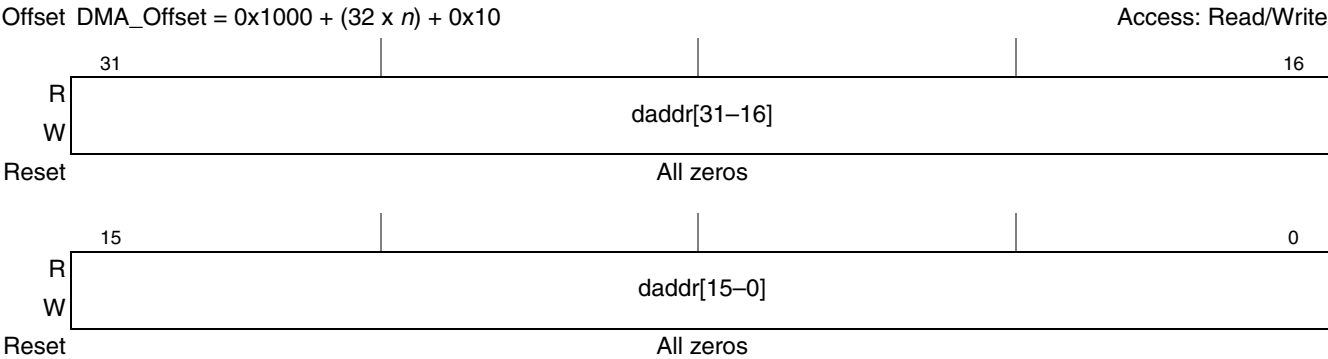 Offset DMA_Offset = 0x1000 + (32 x n) + 0x10 Access: Read/Write
31 16
R
daddr[31–16]
W
Reset All zeros
15 0
R
daddr[15–0]
W
Reset All zeros